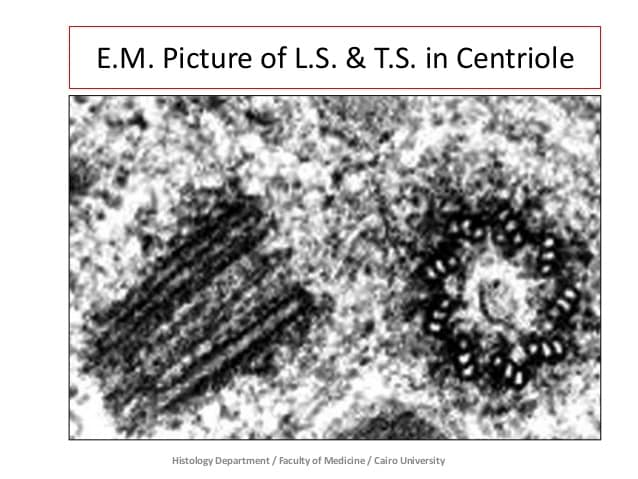 E.M. Picture of L.S. & T.S. in Centriole
Histology Department / Faculty of Medicine / Cairo University